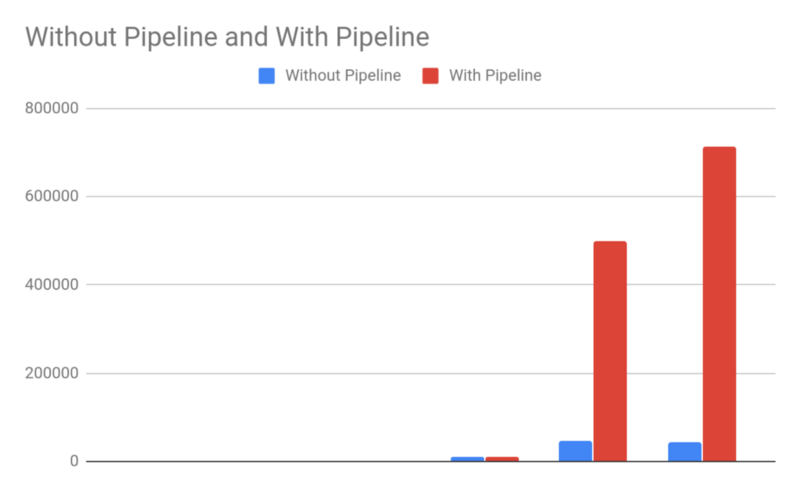 Without Pipeline and With Pipeline
Without Pipeline With Pipeline
800000
600000
400000
200000
0